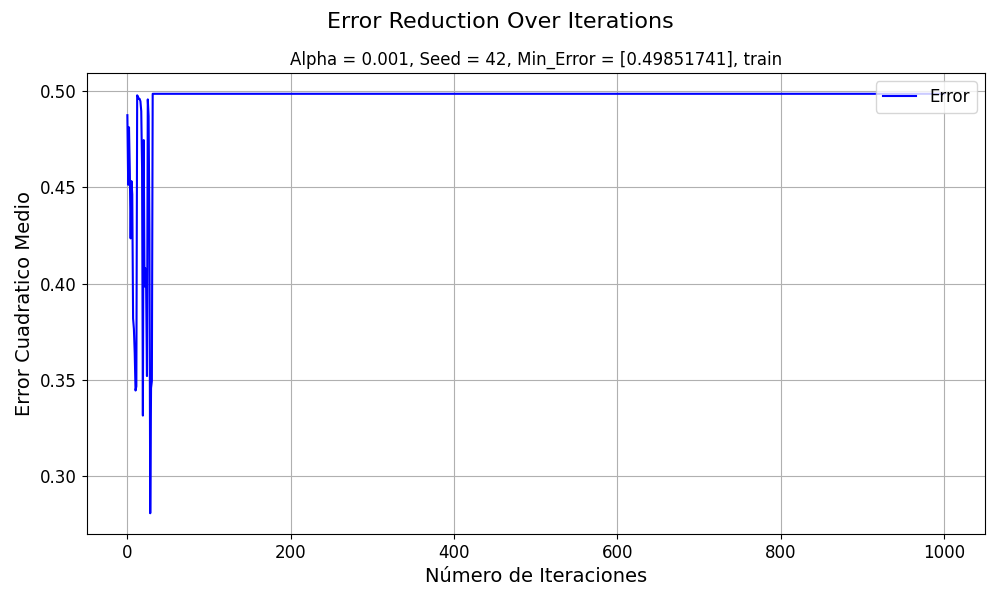 Error Reduction Over Iterations
Alpha = 0.001, Seed = 42, Min_Error = [0.49851741], train
Error
0.50
0.45
0.40
0.35
0.30
Error Cuadratico Medio
0 200 400 600 800 1000
Número de Iteraciones